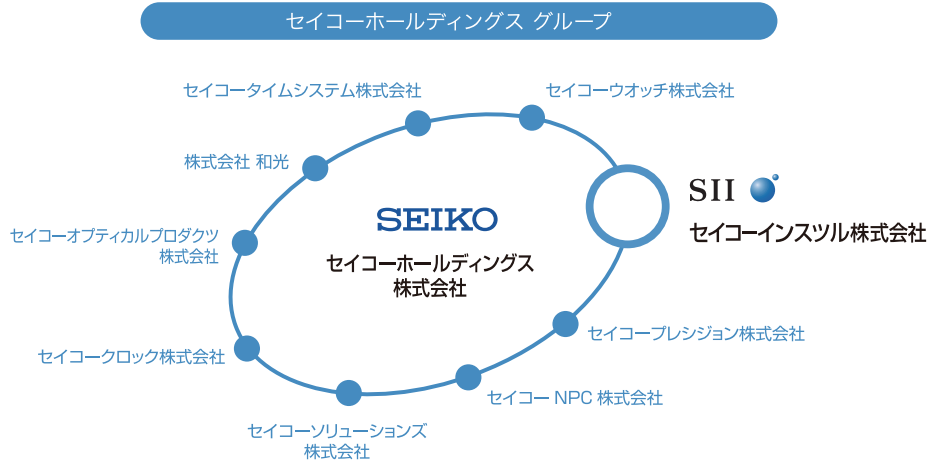 セイコーホールディングス グループ
セイコータイムシステム株式会社
セイコーウオッチ株式会社
株式会社 和光
SII
セイコーインスツル株式会社
SEIKO
セイコーホールディングス
株式会社
セイコーオプティカルプロダクツ
株式会社
セイコープレシジョン株式会社
セイコークロック株式会社
セイコー NPC 株式会社
セイコーソリューションズ
株式会社